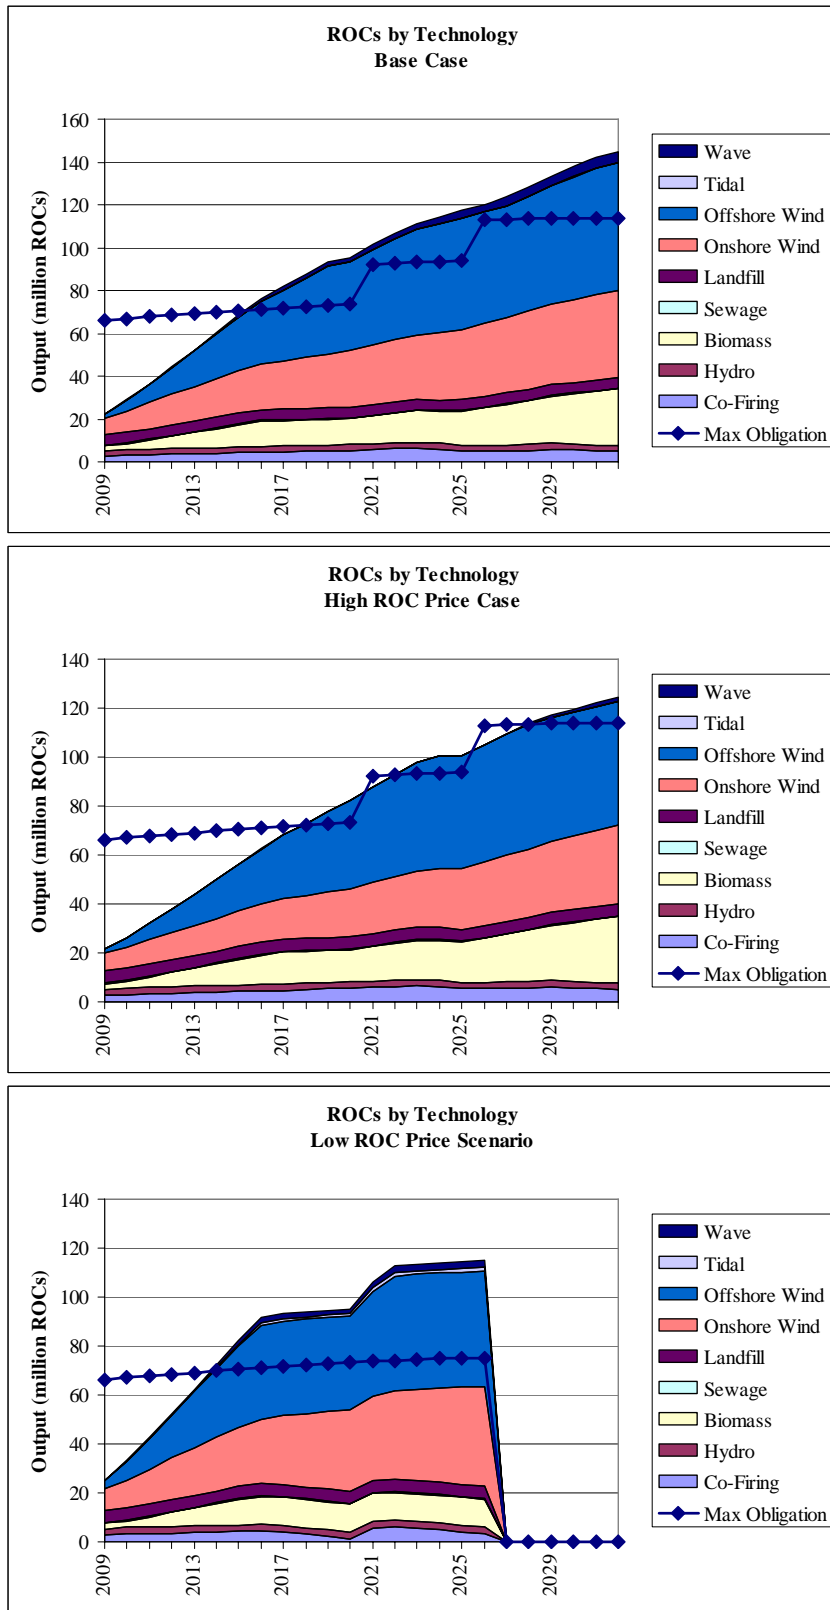 ROCs by Technology
Base Case
Output (million ROCs)
160
140
120
100
80
60
40
20
0
2009
2013
2017
2021
2025
2029
Wave
Tidal
Offshore Wind
Onshore Wind
Landfill
Sewage
Biomass
Hydro
Co-Firing
Max Obligation
ROCs by Technology
High ROC Price Case
Output (million ROCs)
140
120
100
80
60
40
20
0
2009
2013
2017
2021
2025
2029
Wave
Tidal
Offshore Wind
Onshore Wind
Landfill
Sewage
Biomass
Hydro
Co-Firing
Max Obligation
ROCs by Technology
Low ROC Price Scenario
Output (million ROCs)
140
120
100
80
60
40
20
0
2009
2013
2017
2021
2025
2029
Wave
Tidal
Offshore Wind
Onshore Wind
Landfill
Sewage
Biomass
Hydro
Co-Firing
Max Obligation